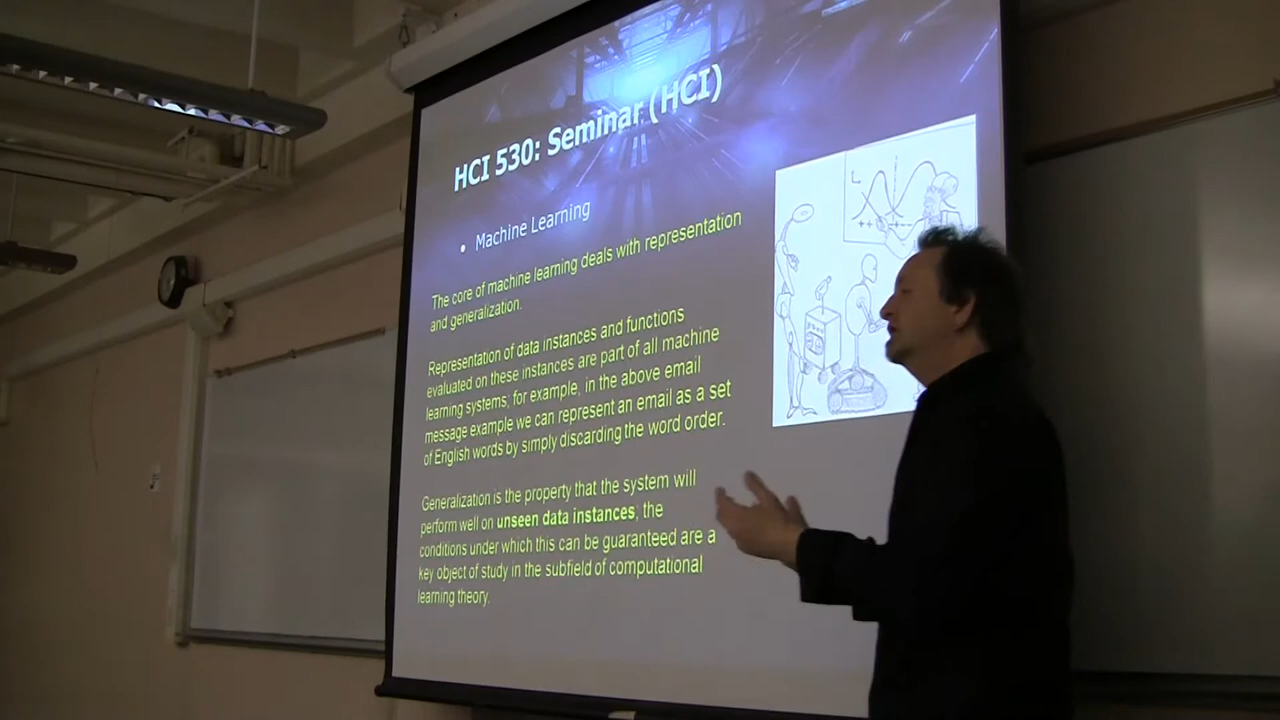 HCI 530: Seminar (HCI)
• Machine Learning
The core of machine learning deals with representation
and generalization.
Representation of data instances and functions
evaluated on these instances are part of all machine
learning systems; for example, in the above email
message example we can represent an email as a set
of English words by simply discarding the word order.
Generalization is the property that the system will
perform well on unseen data instances; the
conditions under which this can be guaranteed are a
key object of study in the subfield of computational
learning theory.